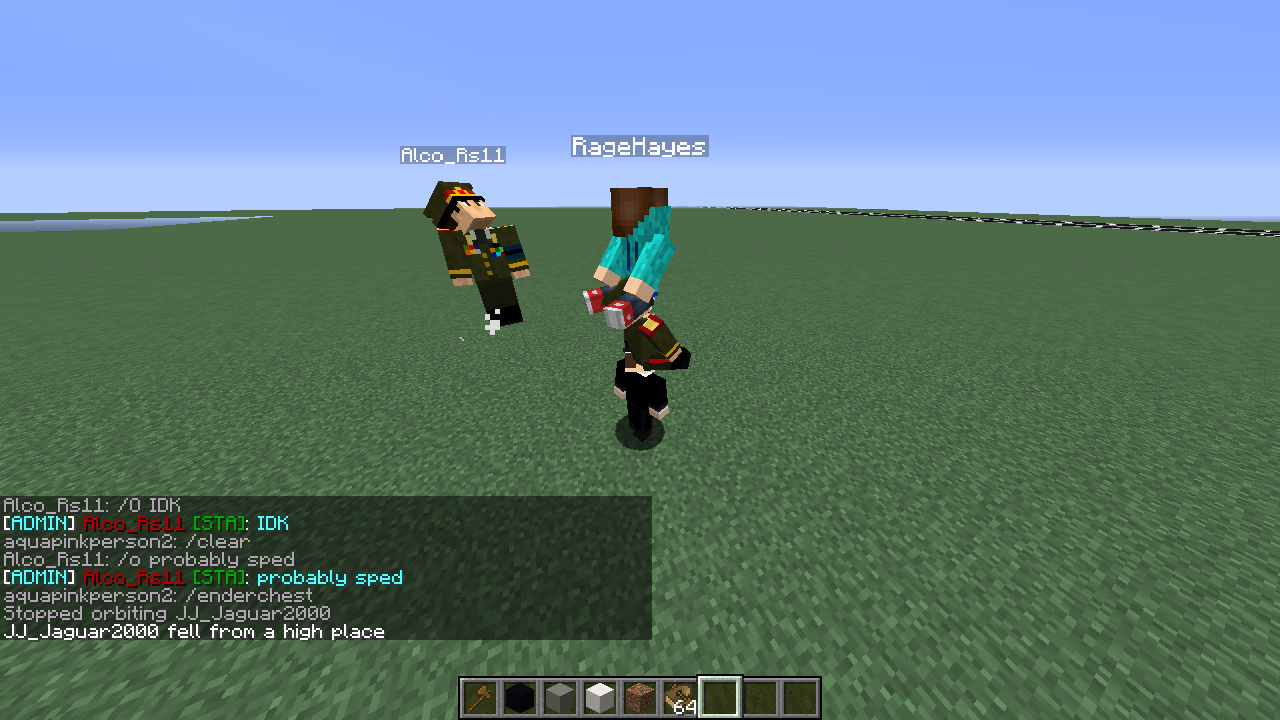 Alco_Rs11
RageHayes
Alco_Rs11: /O IDK
[ADMIN] Alco_Rs11 [STA]: IDK
aquapinkperson2: /clear
Alco_Rs11: /o probably sped
[ADMIN] Alco_Rs11 [STA]: probably sped
aquapinkperson2: /enderchest
Stopped orbiting JJ_Jaguar2000
JJ_Jaguar2000 fell from a high place
64